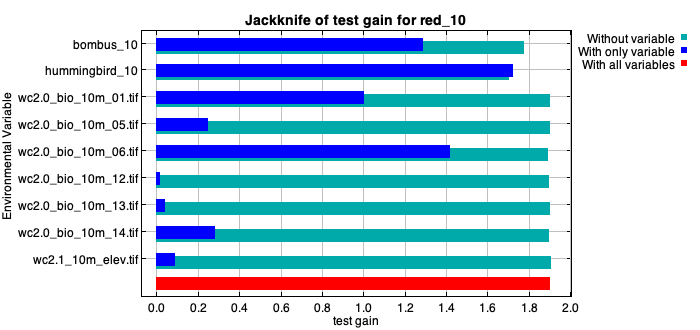 Jackknife of test gain for red_10
Without variable
With only variable
With all variables
Environmental Variable
bombus_10
hummingbird_10
wc2.0_bio_10m_01.tif
wc2.0_bio_10m_05.tif
wc2.0_bio_10m_06.tif
wc2.0_bio_10m_12.tif
wc2.0_bio_10m_13.tif
wc2.0_bio_10m_14.tif
wc2.1_10m_elev.tif
0.0 0.2 0.4 0.6 0.8 1.0 1.2 1.4 1.6 1.8 2.0
test gain